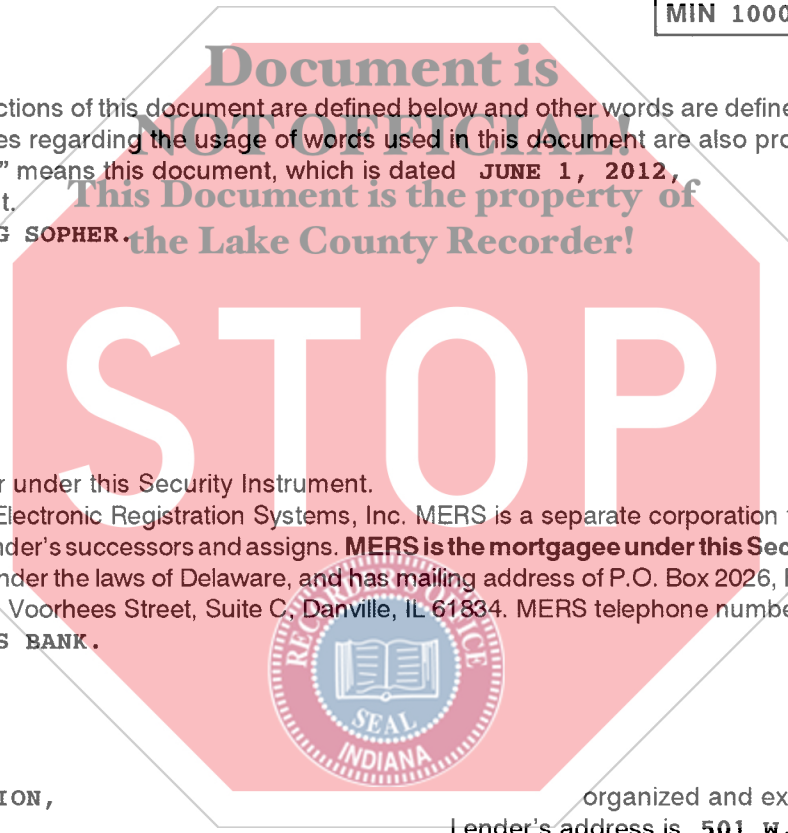 MIN 1000
Document is
ctions of this document are defined below and other words are define
NOT OFFICIAL!
es regarding the usage of words used in this document are also pro
” means this document, which is dated JUNE 1, 2012,
This Document is the property of
t.
G SOPHER.
the Lake County Recorder!
STOP
r under this Security Instrument.
Electronic Registration Systems, Inc. MERS is a separate corporation
nder's successors and assigns. MERS is the mortgagee under this Sec
nder the laws of Delaware, and has mailing address of P.O. Box 2026,
Voorhees Street, Suite C, Danville, IL 61834. MERS telephone numbe
S BANK.
RECORDER'S OFFICE
SEAL
INDIANA
ION,
organized and ex
Lender's address is 501 W.